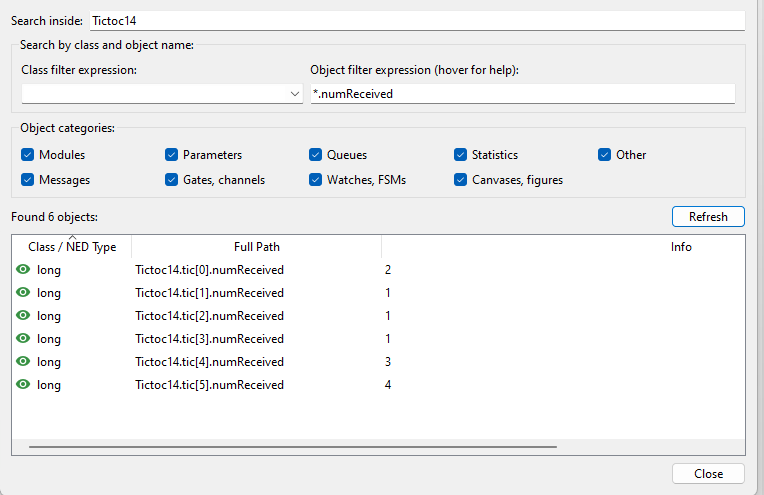 Search inside: Tictoc14
Search by class and object name:
Class filter expression: Object filter expression (hover for help):
*.numReceived
Object categories:
Modules Parameters Queues Statistics Other
Messages Gates, channels Watches, FSMs Canvases, figures
Found 6 objects: Refresh
Class / NED Type Full Path Info
long Tictoc14.tic[0].numReceived 2
long Tictoc14.tic[1].numReceived 1
long Tictoc14.tic[2].numReceived 1
long Tictoc14.tic[3].numReceived 1
long Tictoc14.tic[4].numReceived 3
long Tictoc14.tic[5].numReceived 4
Close